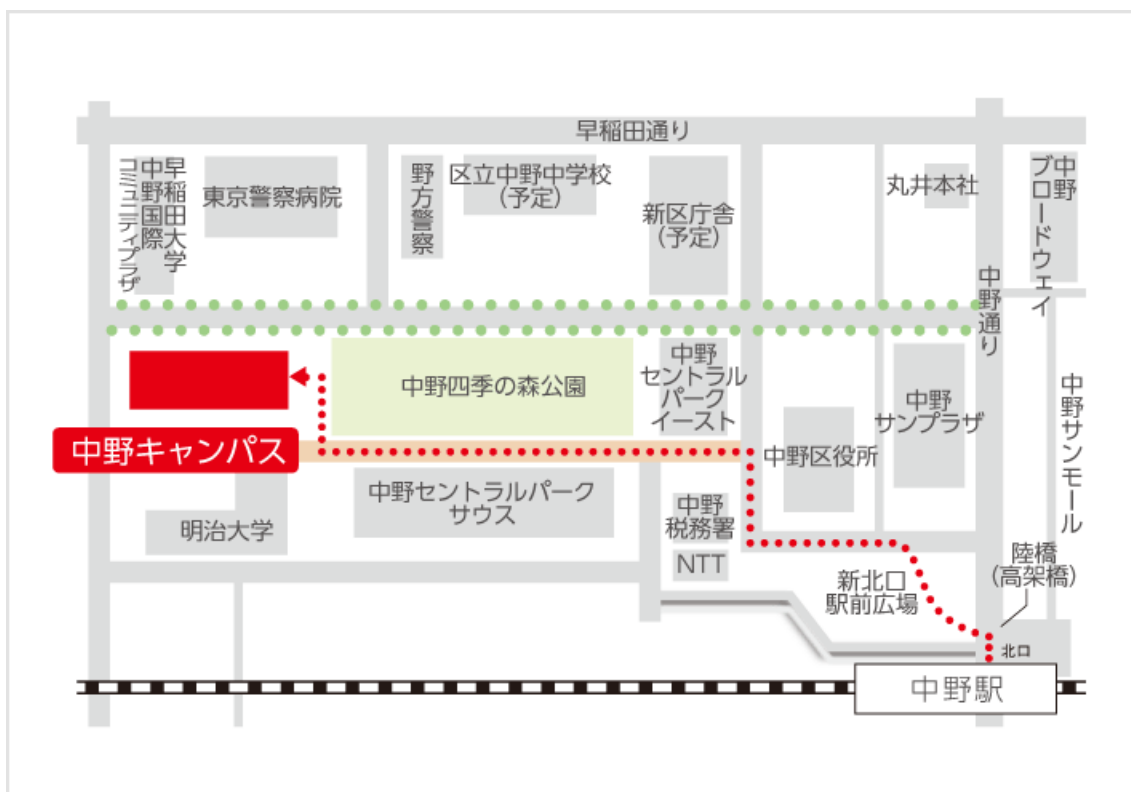 早稲田通り
早稲田大学
中野国際
コミュニティプラザ
東京警察病院
野方警察
区立中野中学校
(予定)
新区庁舎
(予定)
丸井本社
中野
ブロードウェイ
中野通り
中野四季の森公園
中野
セントラル
パーク
イースト
中野
サンプラザ
中野区役所
中野サンモール
中野キャンパス
中野セントラルパーク
サウス
明治大学
中野
税務署
NTT
新北口
駅前広場
陸橋
(高架橋)
北口
中野駅